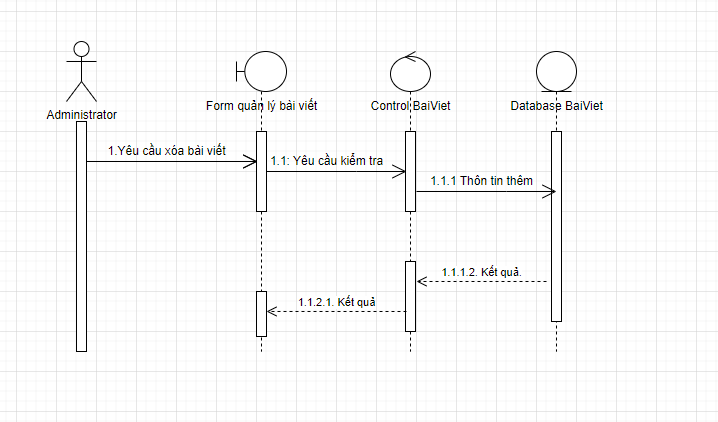 Administrator
Form quản lý bài viết
Control BaiViet
Database BaiViet
1.Yêu cầu xóa bài viết
1.1: Yêu cầu kiểm tra
1.1.1 Thôn tin thêm
1.1.1.2. Kết quả.
1.1.2.1. Kết quả